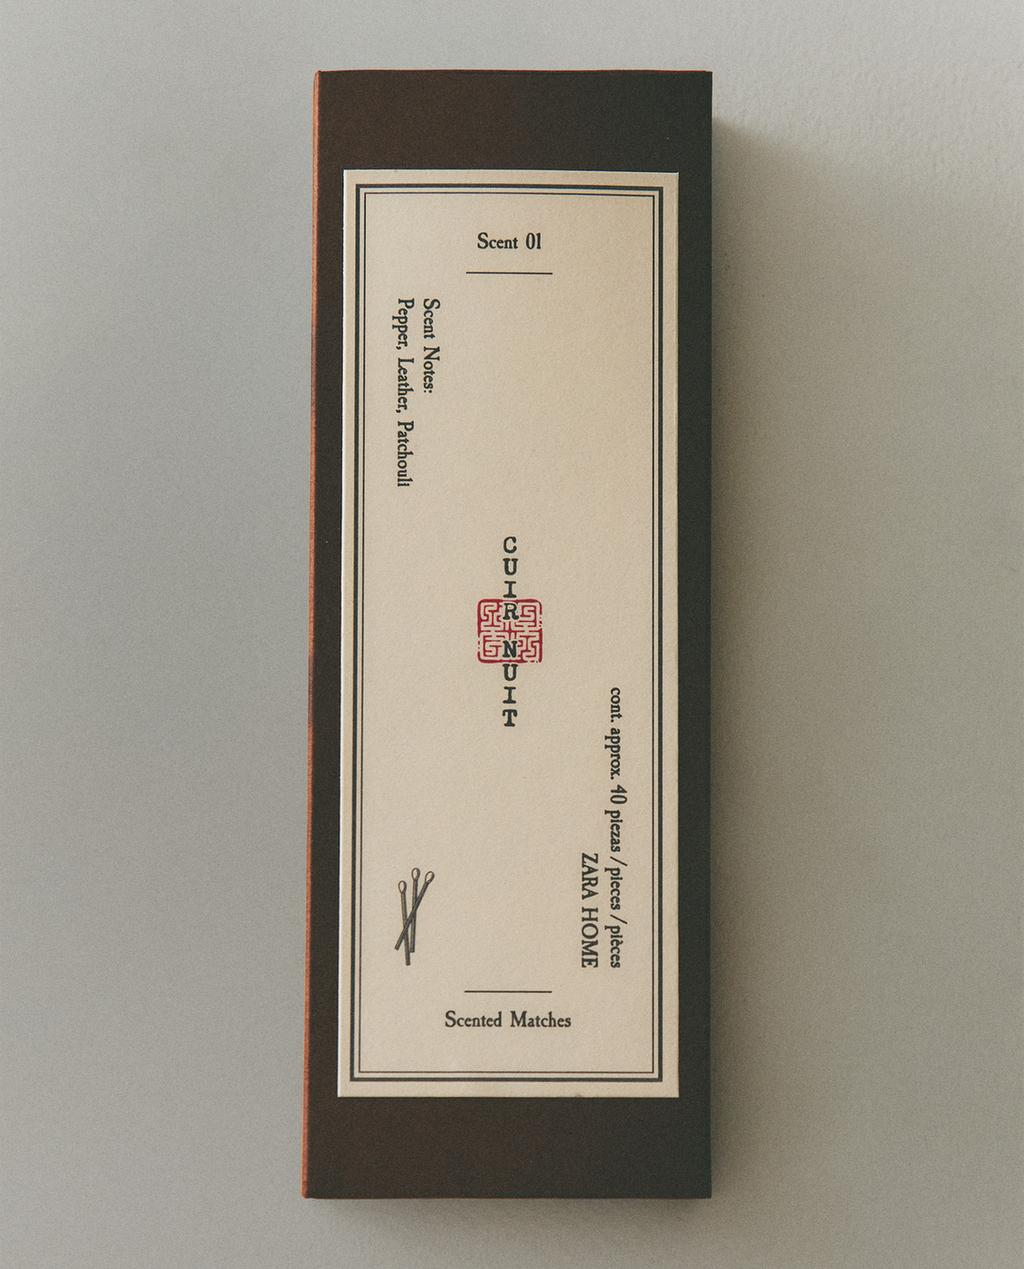 Scent 01
Scent Notes:
Pepper, Leather, Patchouli
CUIR NUIT
cont. approx. 40 piezas / pieces / pièces
ZARA HOME
Scented Matches